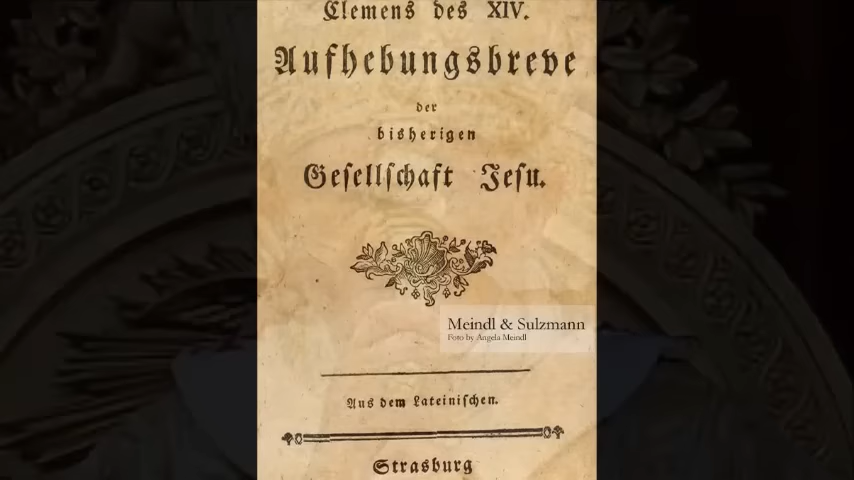 Clemens des XIV.
Aufhebungsbreve
der
bisherigen
Geſellſchaft Jeſu.
Meindl & Sulzmann
Foto by Angela Meindl
Aus dem Lateiniſchen.
Strasburg